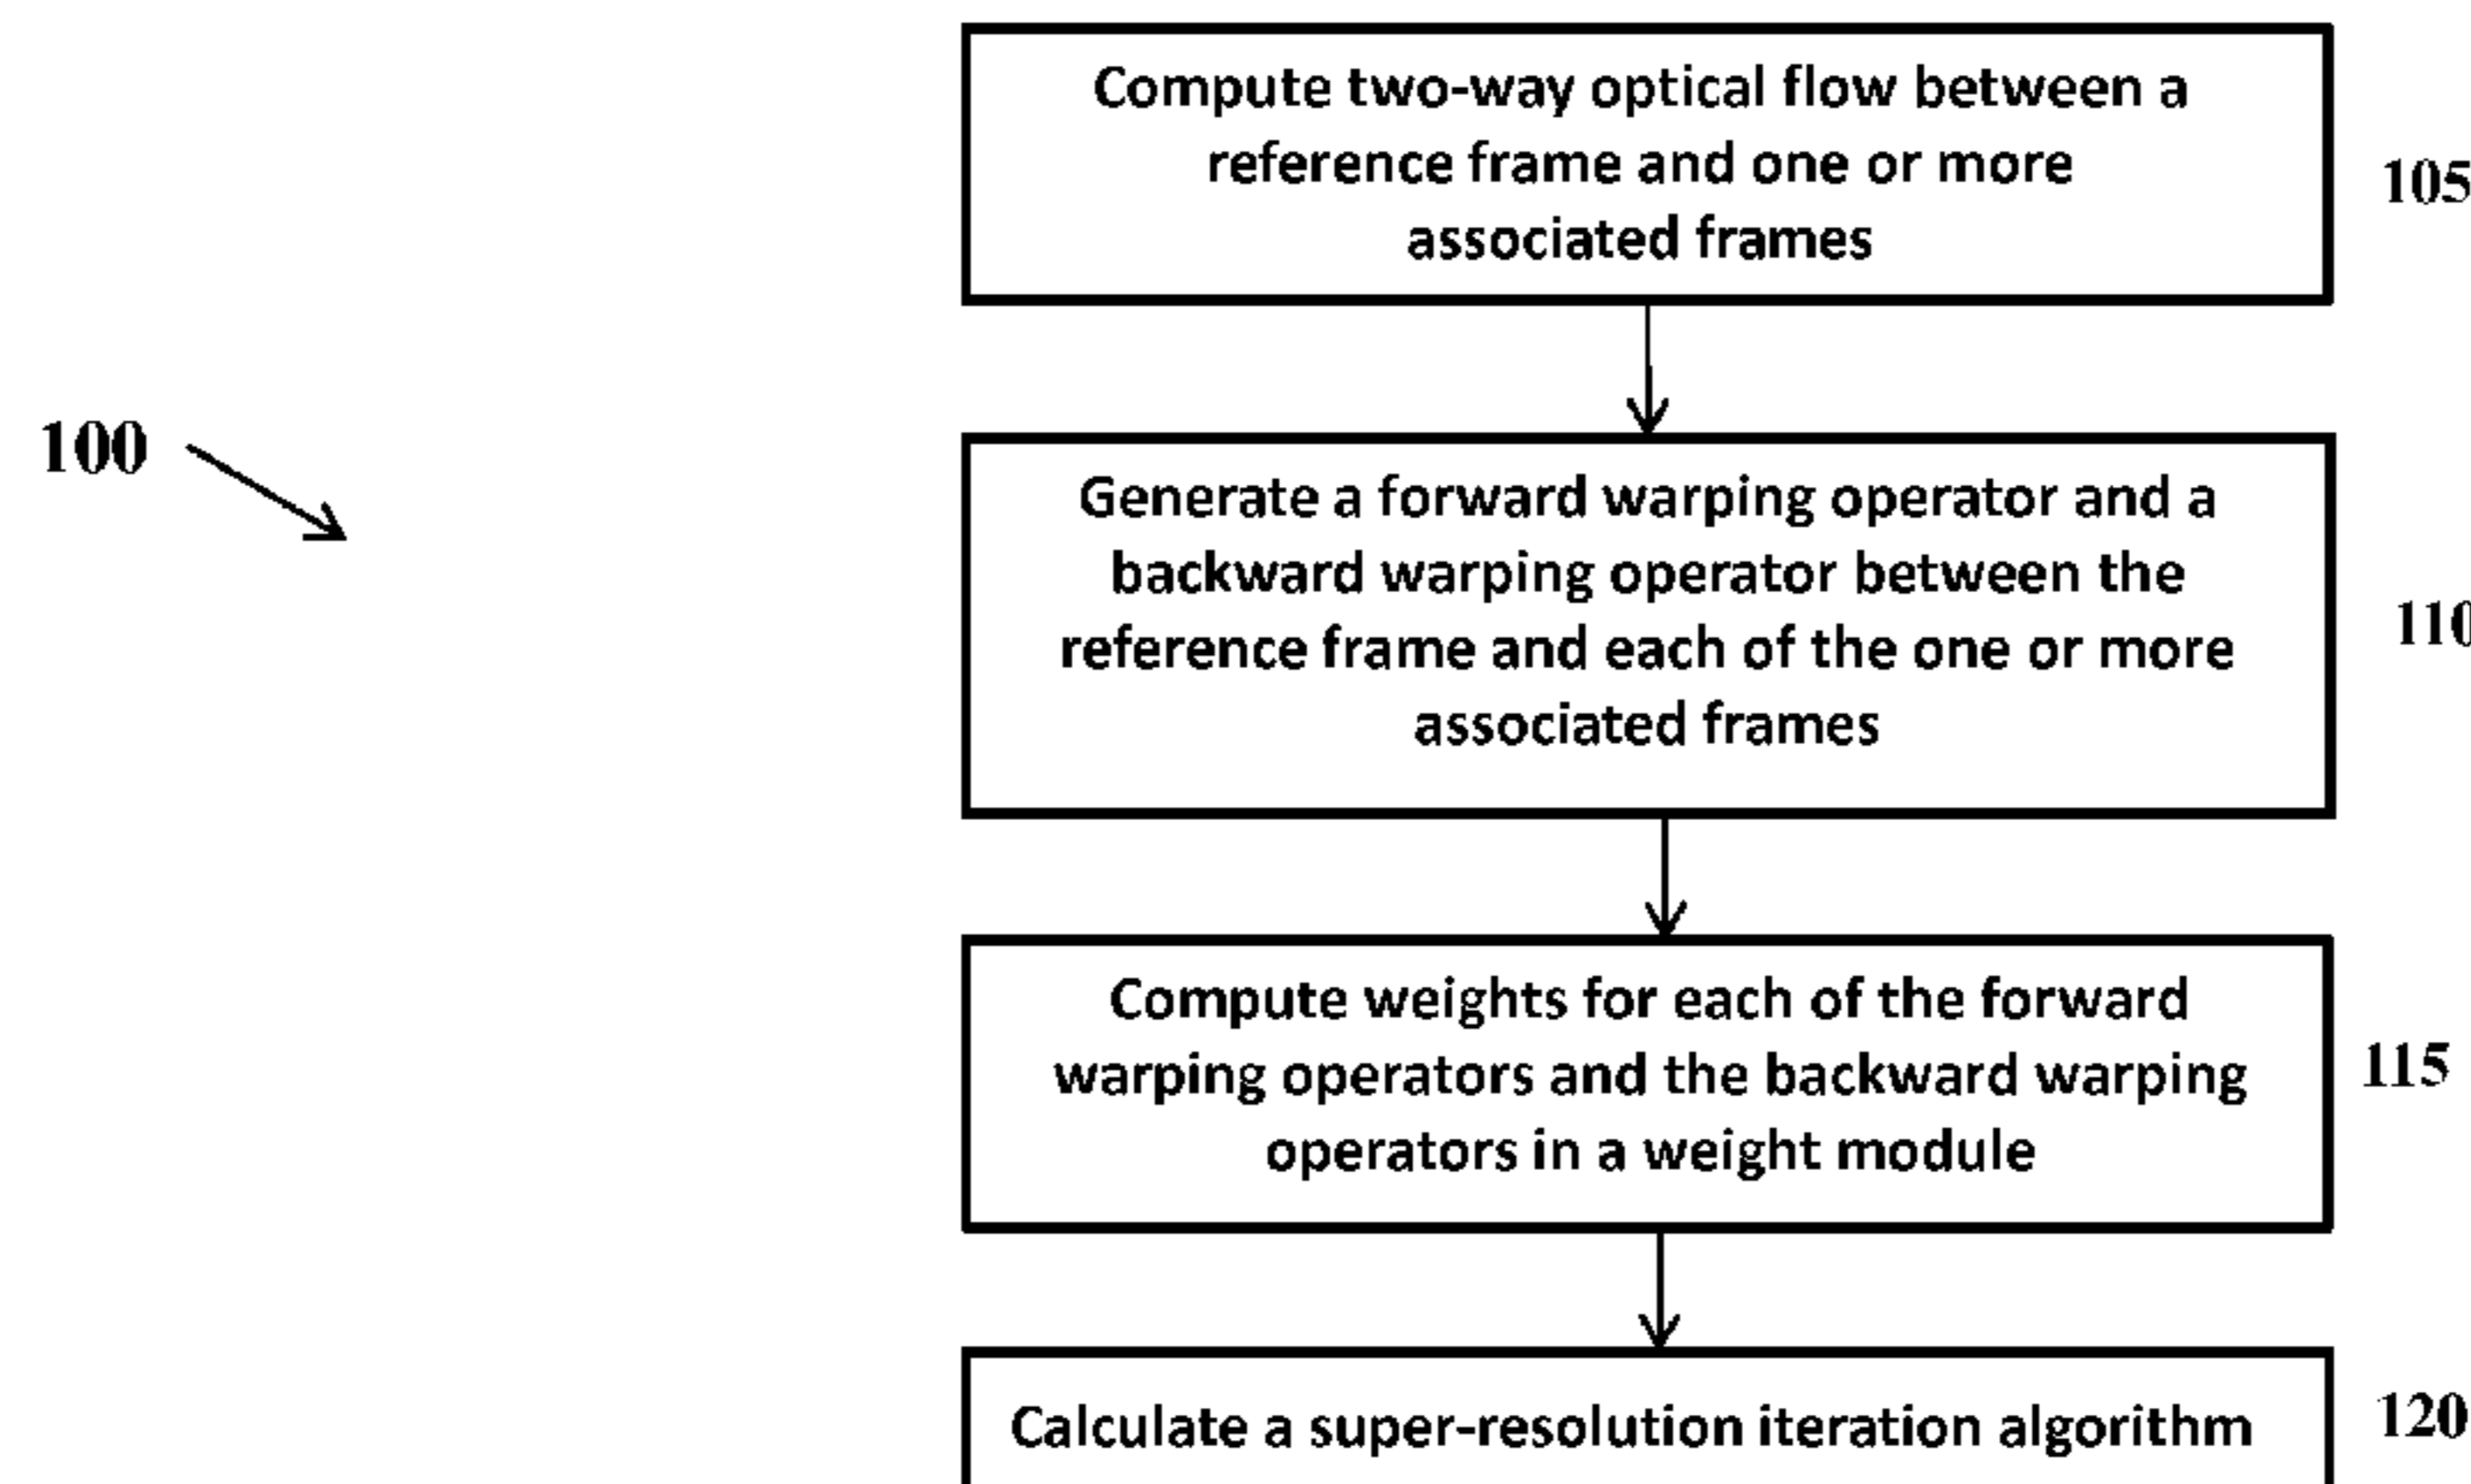 Compute two-way optical flow between a
reference frame and one or more
associated frames
105
100
Generate a forward warping operator and a
backward warping operator between the
reference frame and each of the one or more
associated frames
110
Compute weights for each of the forward
warping operators and the backward warping
operators in a weight module
115
Calculate a super-resolution iteration algorithm
120